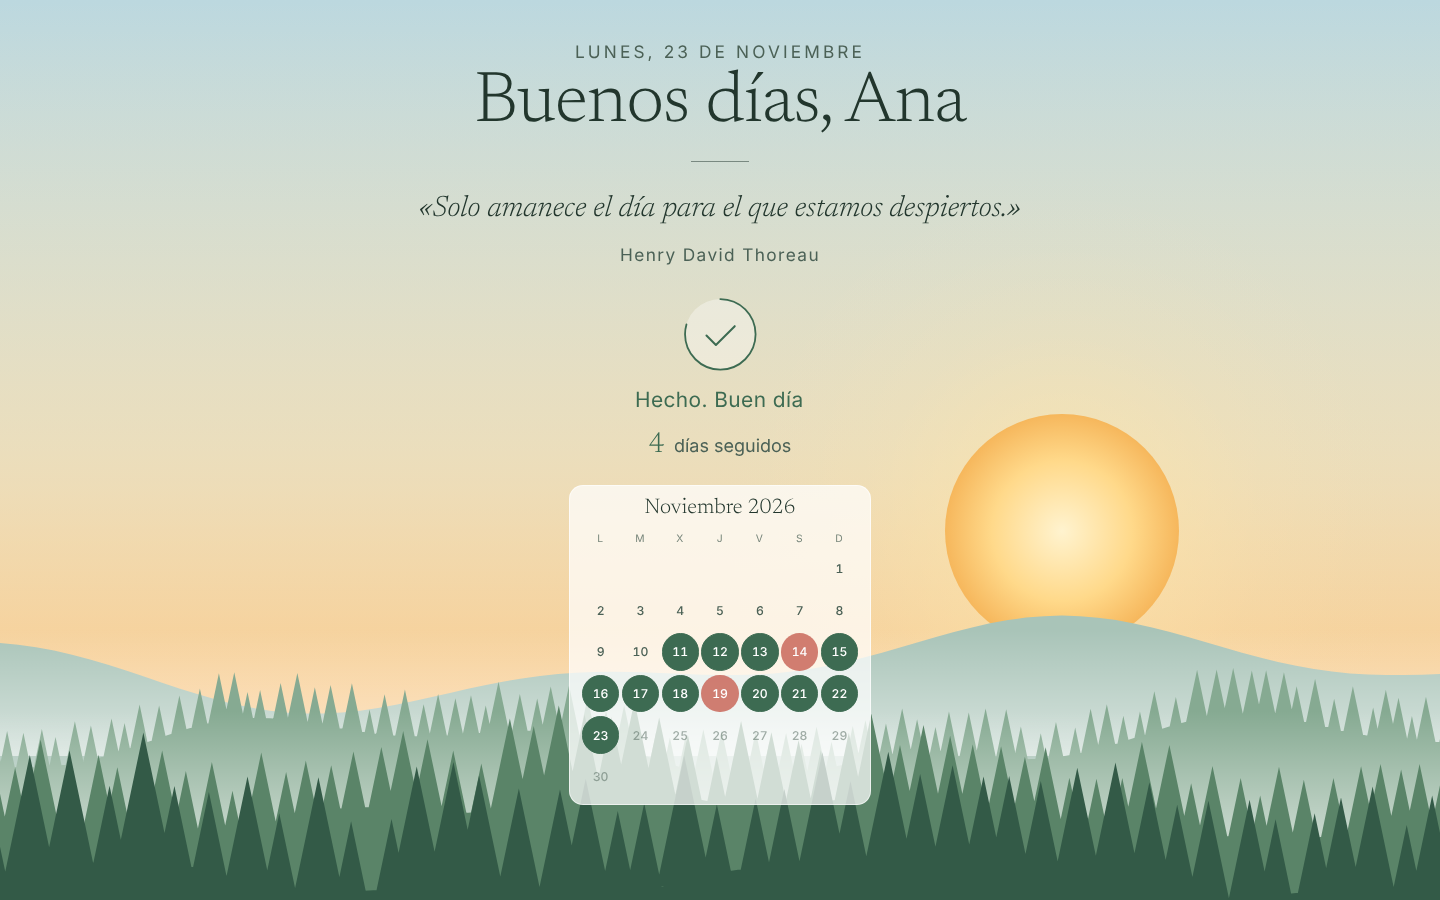 LUNES, 23 DE NOVIEMBRE
Buenos días, Ana
«Solo amanece el día para el que estamos despiertos.»
Henry David Thoreau
Hecho. Buen día
4 días seguidos
Noviembre 2026
L M X J V S D
1
2 3 4 5 6 7 8
9 10 11 12 13 14 15
16 17 18 19 20 21 22
23 24 25 26 27 28 29
30